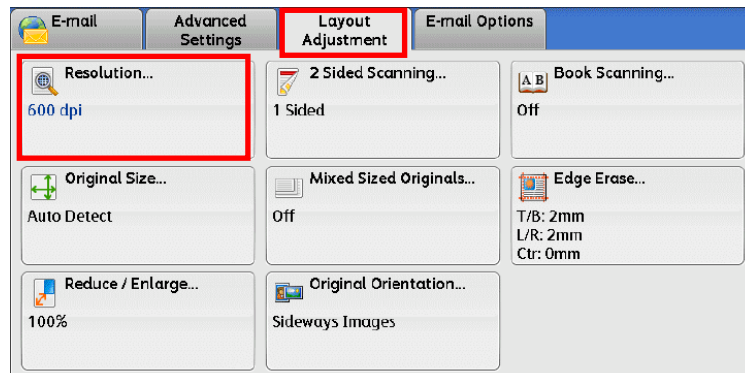 E-mail
Advanced
Settings
Layout
Adjustment
E-mail Options
Resolution...
600 dpi
2 Sided Scanning...
1 Sided
A B
Book Scanning...
Off
Original Size...
Auto Detect
Mixed Sized Originals...
Off
Edge Erase...
T/B: 2mm
L/R: 2mm
Ctr: 0mm
Reduce / Enlarge...
100%
Original Orientation...
Sideways Images